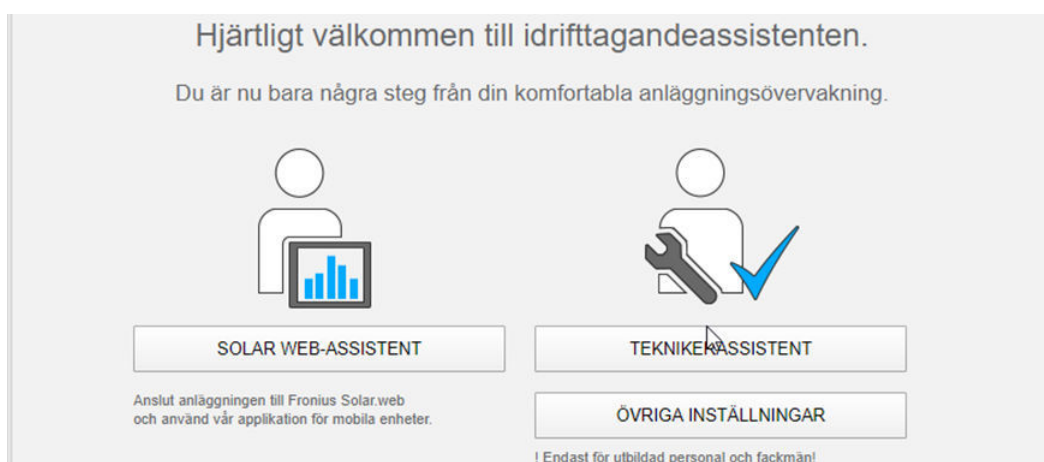 Hjärtligt välkommen till idrifttagandeassistenten.
Du är nu bara några steg från din komfortabla anläggningsövervakning.
SOLAR WEB-ASSISTENT
TEKNIKERASSISTENT
Anslut anläggningen till Fronius Solar.web
och använd vår applikation för mobila enheter.
ÖVRIGA INSTÄLLNINGAR
! Endast för utbildad personal och fackmän!